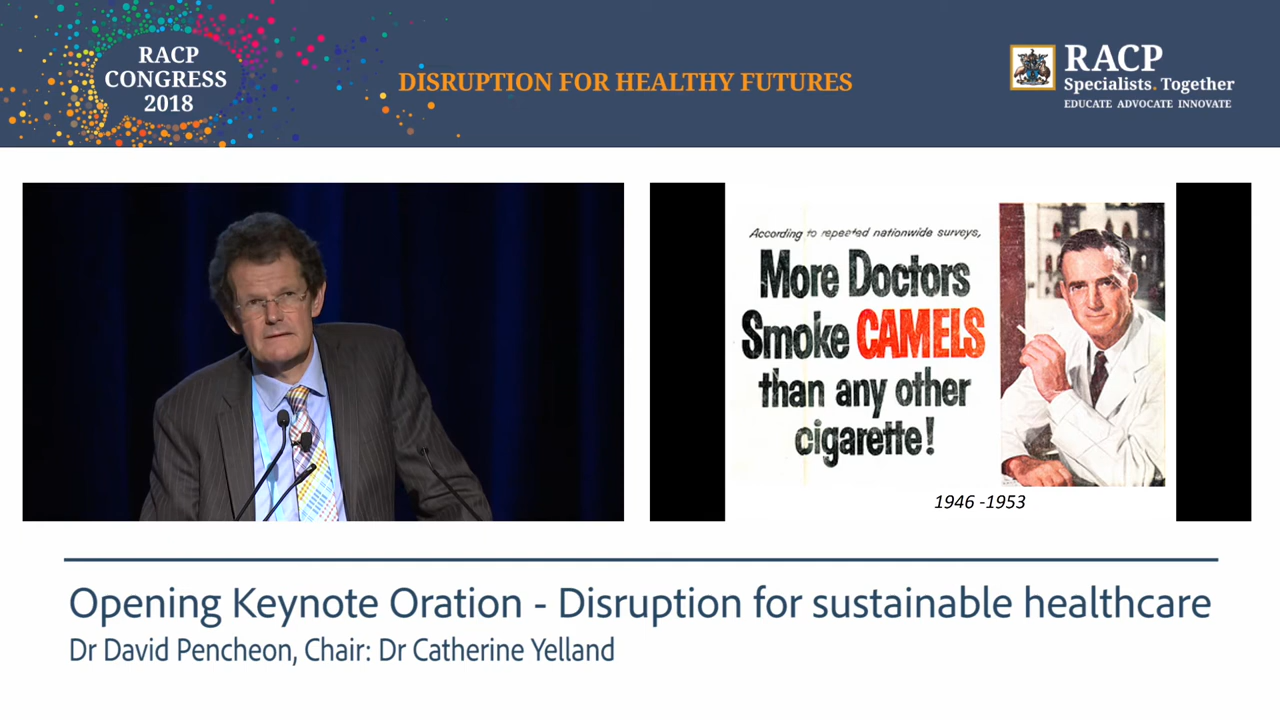 RACP
CONGRESS
2018
DISRUPTION FOR HEALTHY FUTURES
RACP
Specialists. Together
EDUCATE ADVOCATE INNOVATE
According to repeated nationwide surveys,
More Doctors
Smoke CAMELS
than any other
cigarette!
1946 -1953
Opening Keynote Oration - Disruption for sustainable healthcare
Dr David Pencheon, Chair: Dr Catherine Yelland